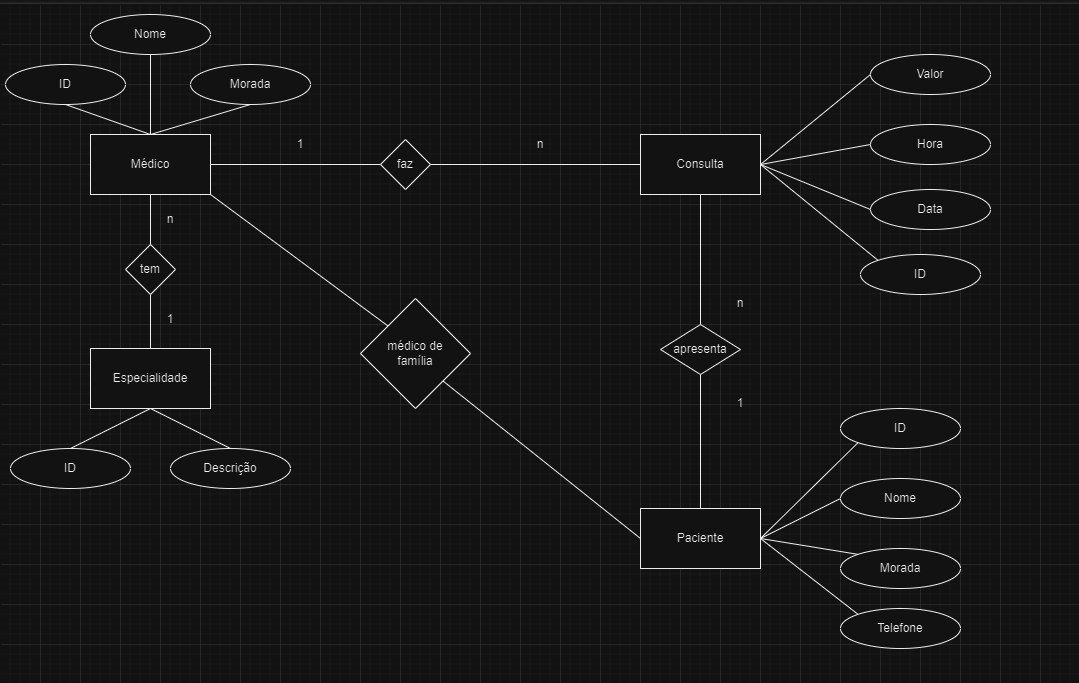 Nome
ID
Morada
Valor
Médico
1
faz
n
Consulta
Hora
Data
n
tem
ID
1
n
médico de
família
apresenta
Especialidade
1
ID
ID
Descrição
Nome
Paciente
Morada
Telefone